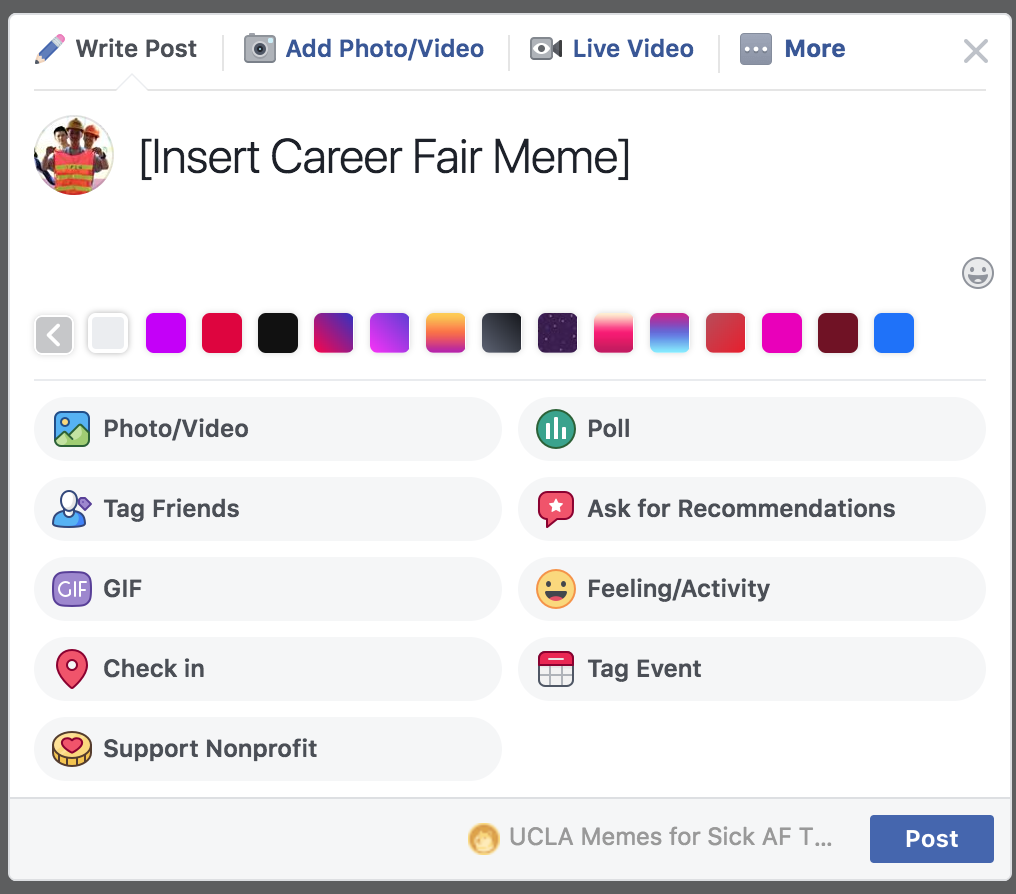 Write Post
Add Photo/Video
Live Video
More
[Insert Career Fair Meme]
Photo/Video
Poll
Tag Friends
Ask for Recommendations
GIF GIF
Feeling/Activity
Check in
Tag Event
Support Nonprofit
UCLA Memes for Sick AF T...
Post